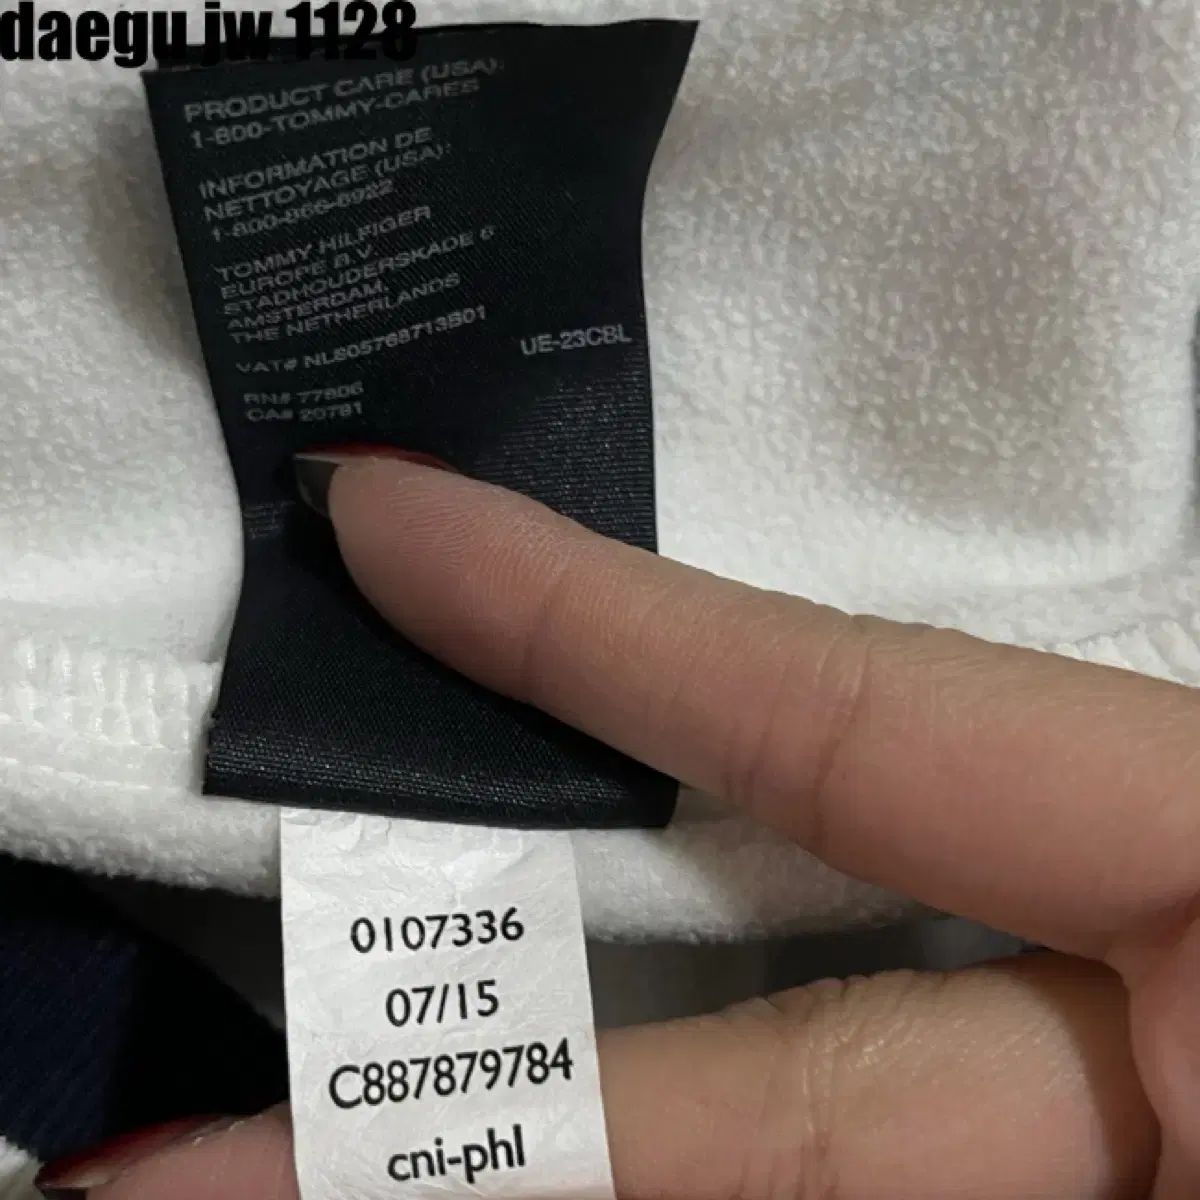 daegu jw 1128
PRODUCT CARE (USA):
1-800-TOMMY-CARES
INFORMATION DE
NETTOYAGE (USA):
1-800-866-6922
TOMMY HILFIGER
EUROPE B.V.
STADHOUDERSKADE 6
AMSTERDAM,
THE NETHERLANDS
VAT# NL805768713B01
UE-23CBL
RN# 77806
CA# 20781
0107336
07/15
C887879784
cni-phl